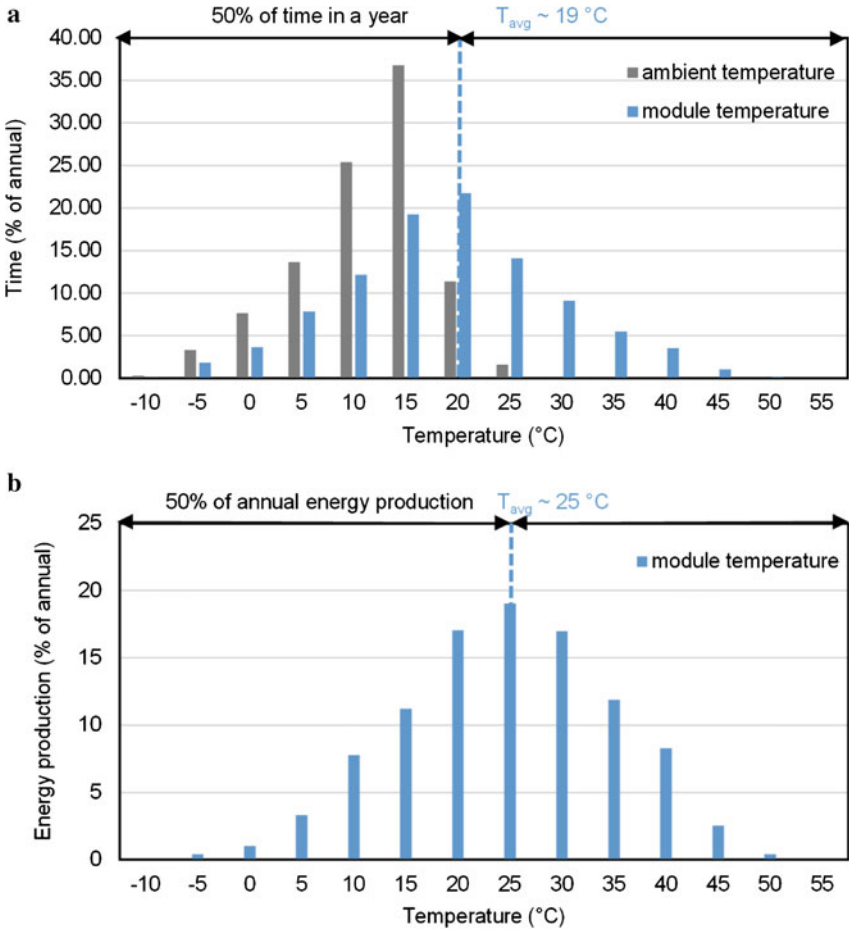 a
50% of time in a year
T_avg ~ 19 °C
40.00
35.00
30.00
25.00
20.00
15.00
10.00
5.00
0.00
Time (% of annual)
ambient temperature
module temperature
-10 -5 0 5 10 15 20 25 30 35 40 45 50 55
Temperature (°C)
b
50% of annual energy production
T_avg ~ 25 °C
25
20
15
10
5
0
Energy production (% of annual)
module temperature
-10 -5 0 5 10 15 20 25 30 35 40 45 50 55
Temperature (°C)